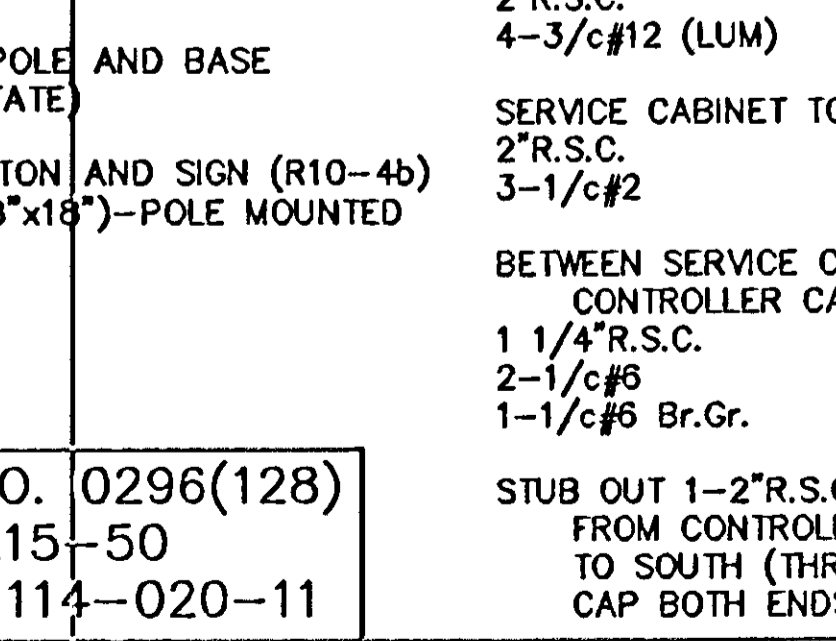 POLE AND BASE
TATE)
TON AND SIGN (R10-4b)
"x18")-POLE MOUNTED
O. 0296(128)
15-50
114-020-11
2"R.S.C.
4-3/c#12 (LUM)
SERVICE CABINET TO
2"R.S.C.
3-1/c#2
BETWEEN SERVICE C
CONTROLLER CA
1 1/4"R.S.C.
2-1/c#6
1-1/c#6 Br.Gr.
STUB OUT 1-2"R.S.C
FROM CONTROLL
TO SOUTH (THR
CAP BOTH ENDS